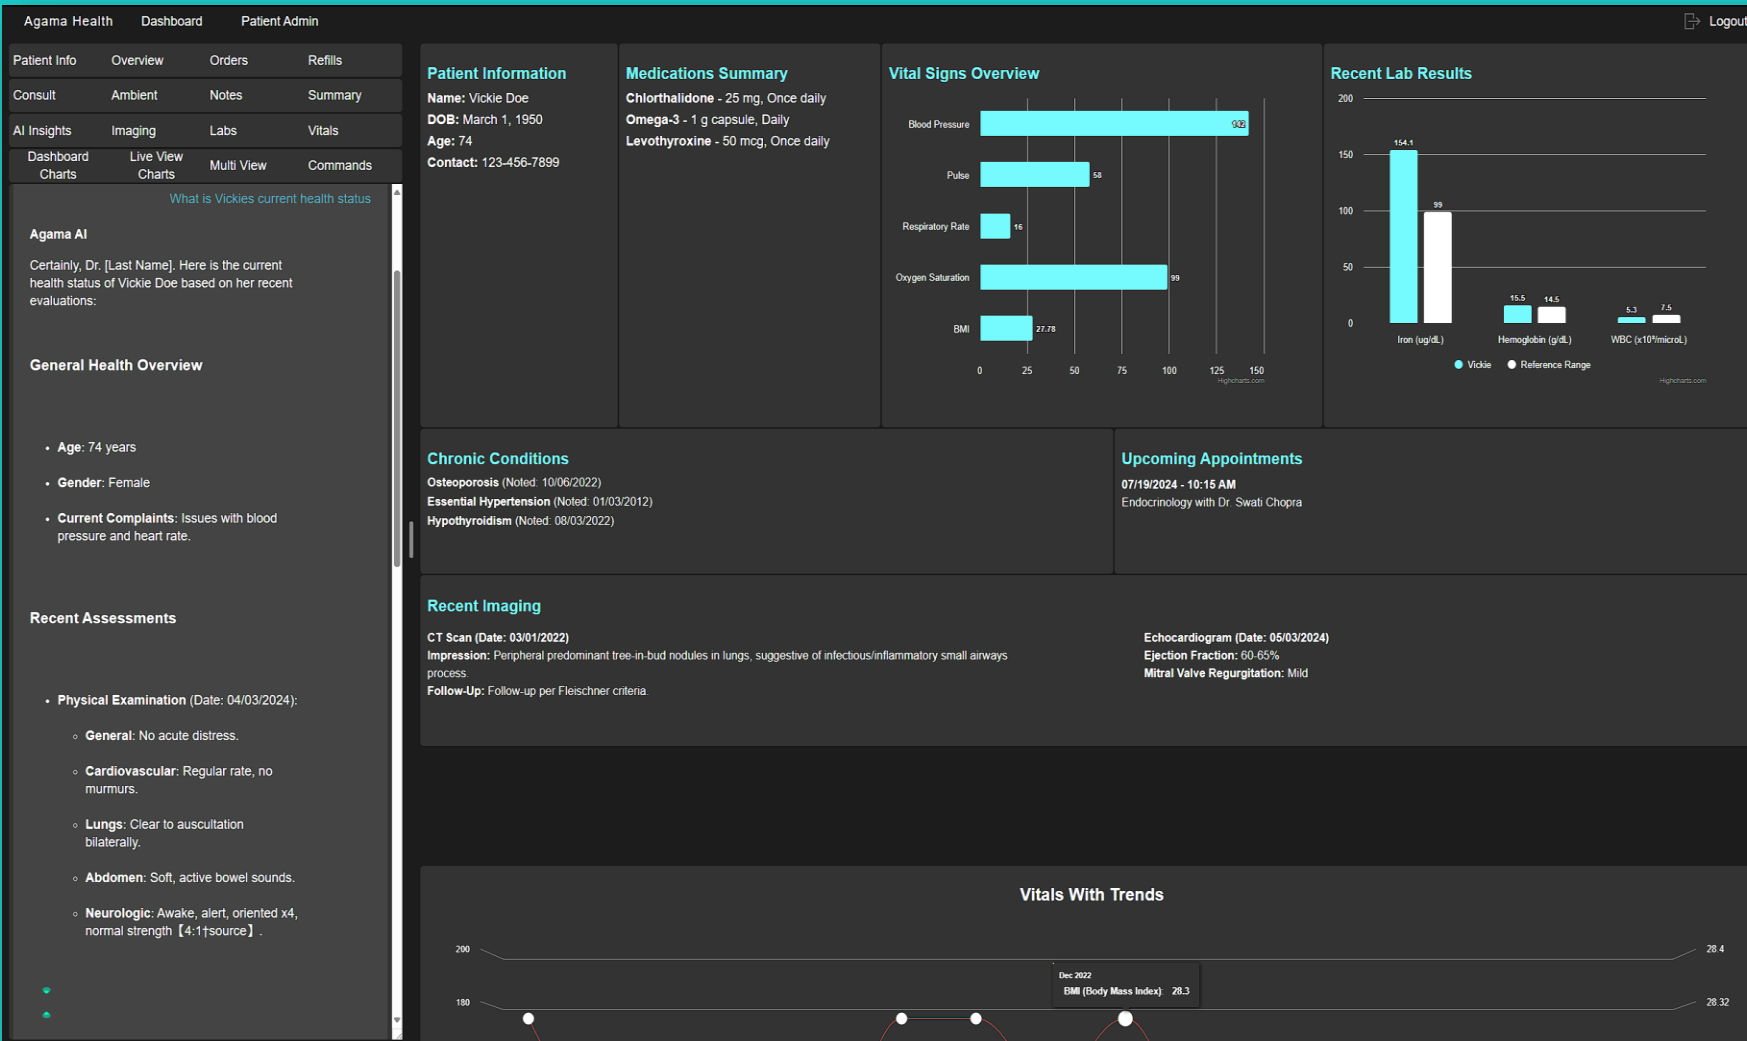 Agama Health Dashboard Patient Admin Logout
Patient Info Overview Orders Refills
Consult Ambient Notes Summary
AI Insights Imaging Labs Vitals
Dashboard Charts Live View Charts Multi View Commands
What is Vickies current health status
Agama AI
Certainly, Dr. [Last Name]. Here is the current
health status of Vickie Doe based on her recent
evaluations:
General Health Overview
• Age: 74 years
• Gender: Female
• Current Complaints: Issues with blood
pressure and heart rate.
Recent Assessments
• Physical Examination (Date: 04/03/2024):
◦ General: No acute distress.
◦ Cardiovascular: Regular rate, no
murmurs.
◦ Lungs: Clear to auscultation
bilaterally.
◦ Abdomen: Soft, active bowel sounds.
◦ Neurologic: Awake, alert, oriented x4,
normal strength【4:1†source】.
Patient Information
Name: Vickie Doe
DOB: March 1, 1950
Age: 74
Contact: 123-456-7899
Medications Summary
Chlorthalidone - 25 mg, Once daily
Omega-3 - 1 g capsule, Daily
Levothyroxine - 50 mcg, Once daily
Vital Signs Overview
Blood Pressure 142
Pulse 58
Respiratory Rate 16
Oxygen Saturation 99
BMI 27.78
0 25 50 75 100 125 150
Highcharts.com
Recent Lab Results
200
150
100
50
0
154.1 99
15.5 14.5
5.3 7.5
Iron (ug/dL) Hemoglobin (g/dL) WBC (x10³/microL)
Vickie Reference Range
Highcharts.com
Chronic Conditions
Osteoporosis (Noted: 10/06/2022)
Essential Hypertension (Noted: 01/03/2012)
Hypothyroidism (Noted: 08/03/2022)
Upcoming Appointments
07/19/2024 - 10:15 AM
Endocrinology with Dr. Swati Chopra
Recent Imaging
CT Scan (Date: 03/01/2022)
Impression: Peripheral predominant tree-in-bud nodules in lungs, suggestive of infectious/inflammatory small airways
process.
Follow-Up: Follow-up per Fleischner criteria.
Echocardiogram (Date: 05/03/2024)
Ejection Fraction: 60-65%
Mitral Valve Regurgitation: Mild
Vitals With Trends
200 28.4
Dec 2022
BMI (Body Mass Index): 28.3
180 28.32